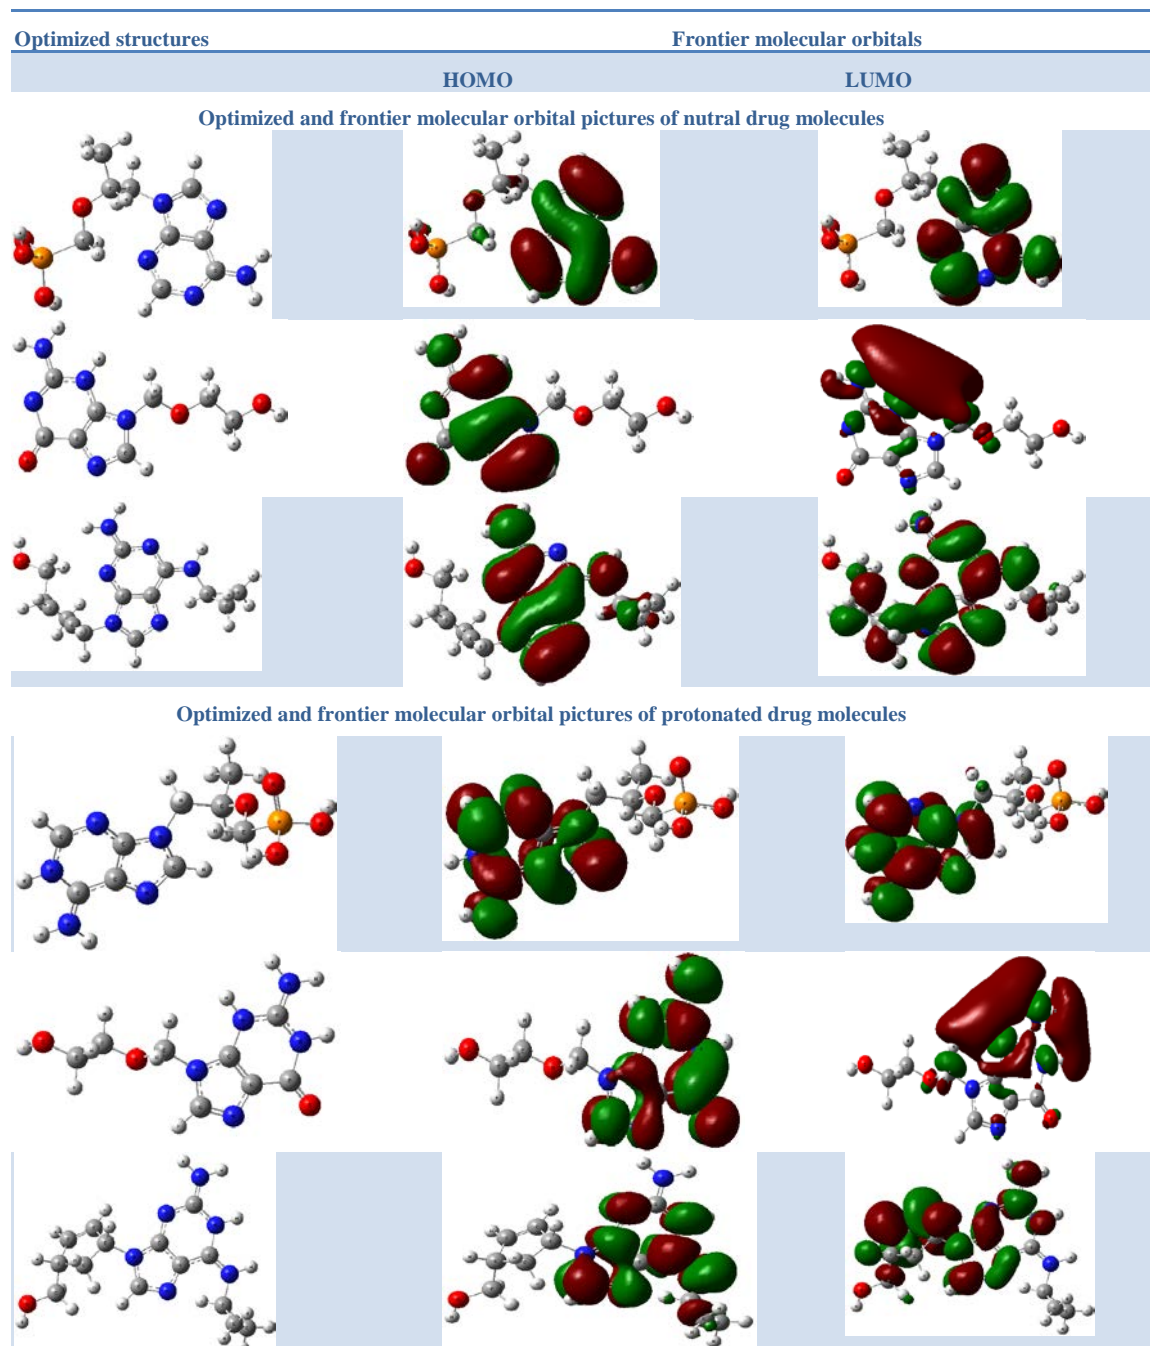 Optimized structures Frontier molecular orbitals
HOMO LUMO
Optimized and frontier molecular orbital pictures of nutral drug molecules
Optimized and frontier molecular orbital pictures of protonated drug molecules